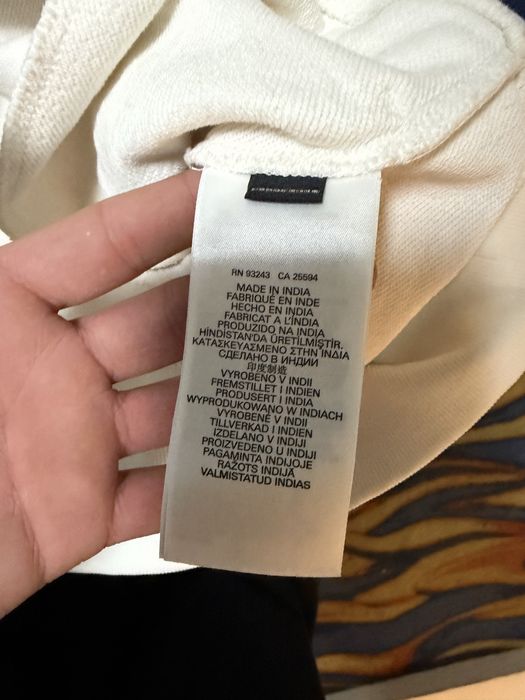 RN 93243 CA 25594
MADE IN INDIA
FABRIQUÉ EN INDE
HECHO EN INDIA
FABRICAT A L'ÍNDIA
PRODUZIDO NA INDIA
HİNDİSTAN'DA ÜRETİLMİŞTİR.
ΚΑΤΑΣΚΕΥΑΣΜΕΝΟ ΣΤΗΝ ΊΝΔΙΑ
СДЕЛАНО В ИНДИИ
印度制造
VYROBENO V INDII
FREMSTILLET I INDIEN
PRODUSERT I INDIA
WYPRODUKOWANO W INDIACH
VYROBENÉ V INDII
TILLVERKAD I INDIEN
IZDELANO V INDIJI
PROIZVEDENO U INDIJI
PAGAMINTA INDIJOJE
RAŽOTS INDIJĀ
VALMISTATUD INDIAS